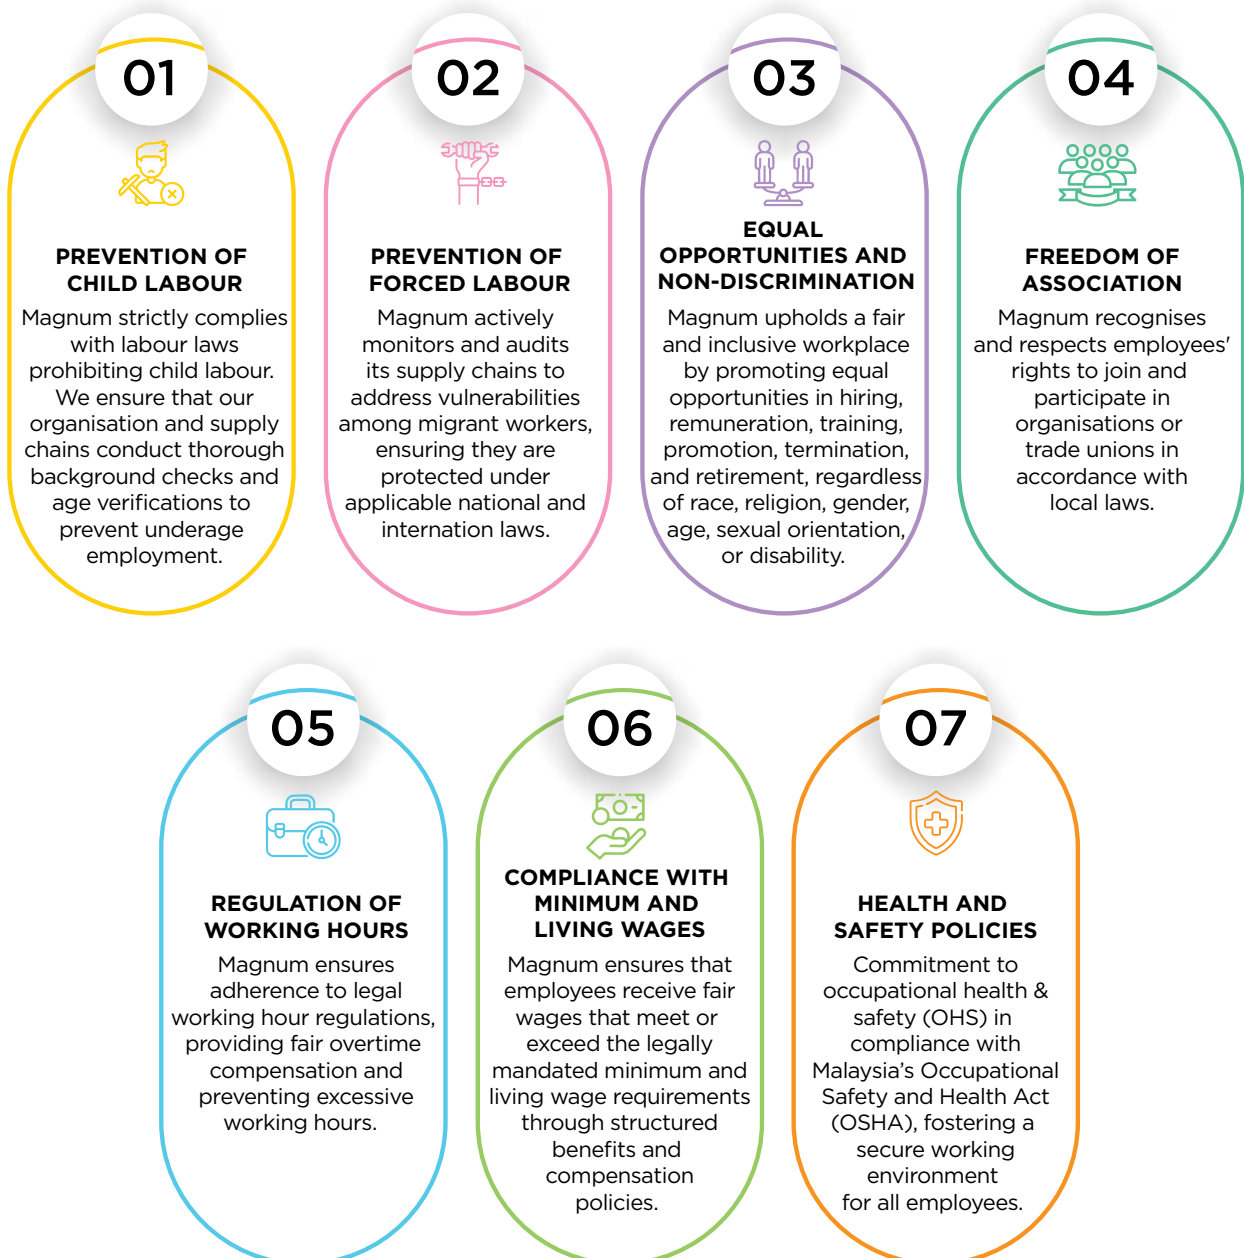 01
PREVENTION OF
CHILD LABOUR
Magnum strictly complies
with labour laws
prohibiting child labour.
We ensure that our
organisation and supply
chains conduct thorough
background checks and
age verifications to
prevent underage
employment.
02
PREVENTION OF
FORCED LABOUR
Magnum actively
monitors and audits
its supply chains to
address vulnerabilities
among migrant workers,
ensuring they are
protected under
applicable national and
internation laws.
03
EQUAL
OPPORTUNITIES AND
NON-DISCRIMINATION
Magnum upholds a fair
and inclusive workplace
by promoting equal
opportunities in hiring,
remuneration, training,
promotion, termination,
and retirement, regardless
of race, religion, gender,
age, sexual orientation,
or disability.
04
FREEDOM OF
ASSOCIATION
Magnum recognises
and respects employees'
rights to join and
participate in
organisations or
trade unions in
accordance with
local laws.
05
REGULATION OF
WORKING HOURS
Magnum ensures
adherence to legal
working hour regulations,
providing fair overtime
compensation and
preventing excessive
working hours.
06
COMPLIANCE WITH
MINIMUM AND
LIVING WAGES
Magnum ensures that
employees receive fair
wages that meet or
exceed the legally
mandated minimum and
living wage requirements
through structured
benefits and
compensation
policies.
07
HEALTH AND
SAFETY POLICIES
Commitment to
occupational health &
safety (OHS) in
compliance with
Malaysia’s Occupational
Safety and Health Act
(OSHA), fostering a
secure working
environment
for all employees.